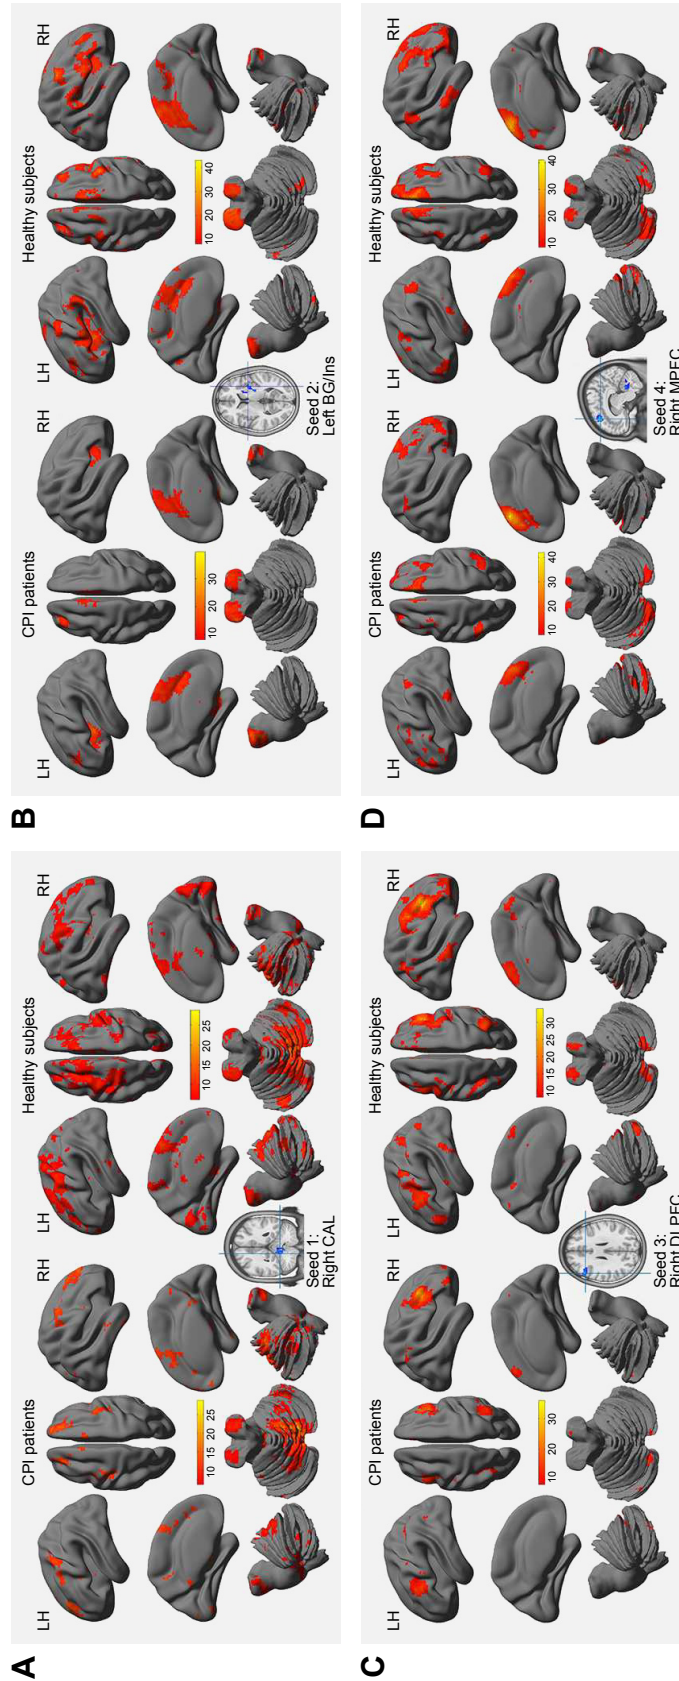 A
CPI patients
Healthy subjects
LH
RH
LH
RH
10 15 20 25
10 15 20 25
Seed 1:
Right CAL
B
CPI patients
Healthy subjects
LH
RH
LH
RH
10 20 30
10 20 30 40
Seed 2:
Left BG/Ins
C
CPI patients
Healthy subjects
LH
RH
LH
RH
10 20 30
10 15 20 25 30
Seed 3:
Right DLPFC
D
CPI patients
Healthy subjects
LH
RH
LH
RH
10 20 30 40
10 20 30 40
Seed 4:
Right MPFC